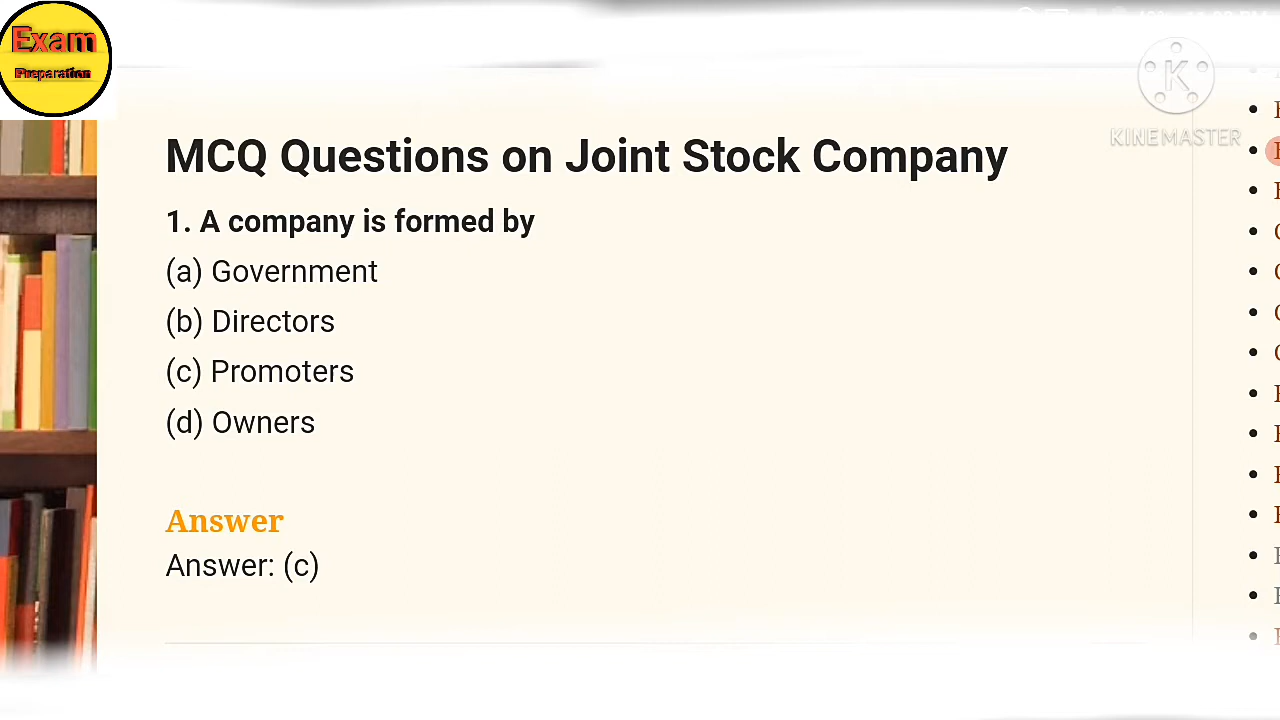 Exam
Preparation
K
KINEMASTER
MCQ Questions on Joint Stock Company
1. A company is formed by
(a) Government
(b) Directors
(c) Promoters
(d) Owners
Answer
Answer: (c)